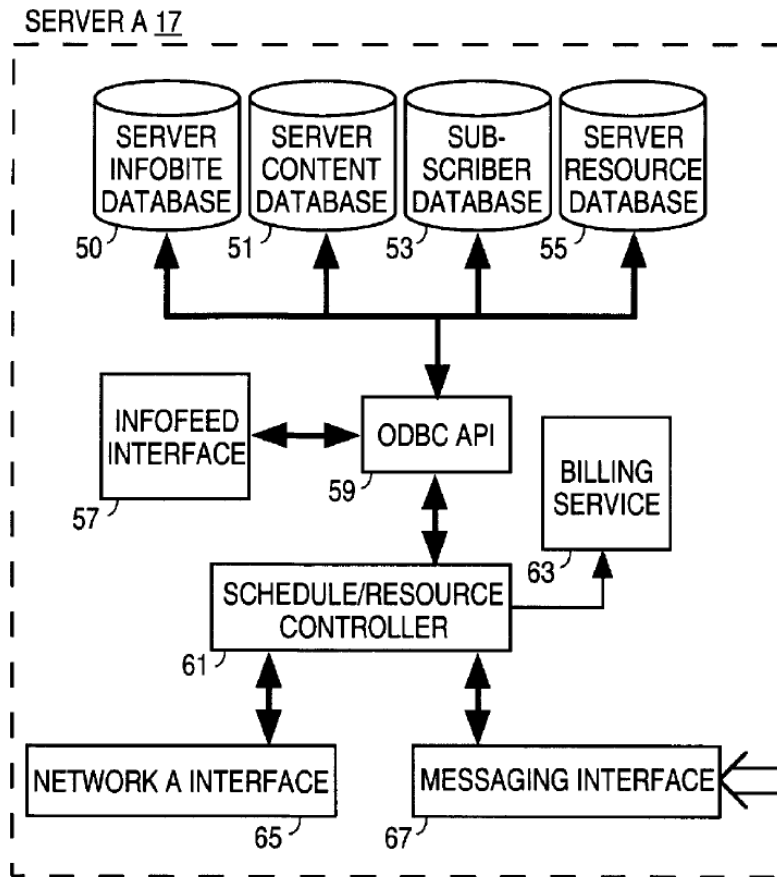 SERVER A 17
SERVER
INFOBITE
DATABASE
50
SERVER
CONTENT
DATABASE
51
SUB-
SCRIBER
DATABASE
53
SERVER
RESOURCE
DATABASE
55
INFOFEED
INTERFACE
57
ODBC API
59
BILLING
SERVICE
63
SCHEDULE/RESOURCE
CONTROLLER
61
NETWORK A INTERFACE
65
MESSAGING INTERFACE
67